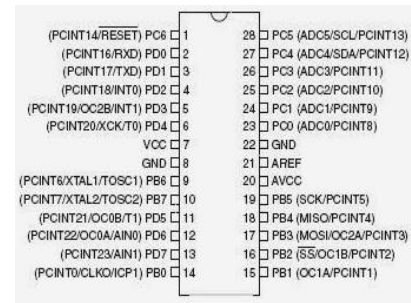 (PCINT14/RESET) PC6 1 28 PC5 (ADC5/SCL/PCINT13)
(PCINT16/RXD) PD0 2 27 PC4 (ADC4/SDA/PCINT12)
(PCINT17/TXD) PD1 3 26 PC3 (ADC3/PCINT11)
(PCINT18/INT0) PD2 4 25 PC2 (ADC2/PCINT10)
(PCINT19/OC2B/INT1) PD3 5 24 PC1 (ADC1/PCINT9)
(PCINT20/XCK/T0) PD4 6 23 PC0 (ADC0/PCINT8)
VCC 7 22 GND
GND 8 21 AREF
(PCINT6/XTAL1/TOSC1) PB6 9 20 AVCC
(PCINT7/XTAL2/TOSC2) PB7 10 19 PB5 (SCK/PCINT5)
(PCINT21/OC0B/T1) PD5 11 18 PB4 (MISO/PCINT4)
(PCINT22/OC0A/AIN0) PD6 12 17 PB3 (MOSI/OC2A/PCINT3)
(PCINT23/AIN1) PD7 13 16 PB2 (SS/OC1B/PCINT2)
(PCINT0/CLKO/ICP1) PB0 14 15 PB1 (OC1A/PCINT1)